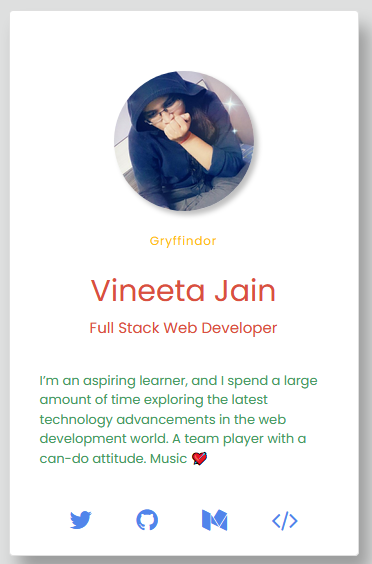 Gryffindor
Vineeta Jain
Full Stack Web Developer
I’m an aspiring learner, and I spend a large
amount of time exploring the latest
technology advancements in the web
development world. A team player with a
can-do attitude. Music 💘